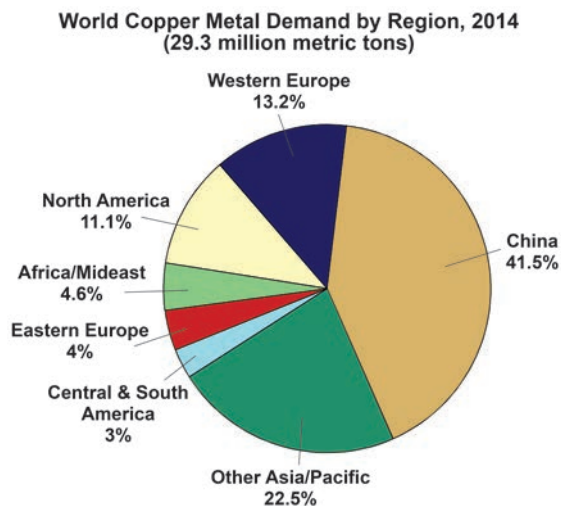 World Copper Metal Demand by Region, 2014
(29.3 million metric tons)
Western Europe
13.2%
North America
11.1%
China
41.5%
Africa/Mideast
4.6%
Eastern Europe
4%
Central & South
America
3%
Other Asia/Pacific
22.5%